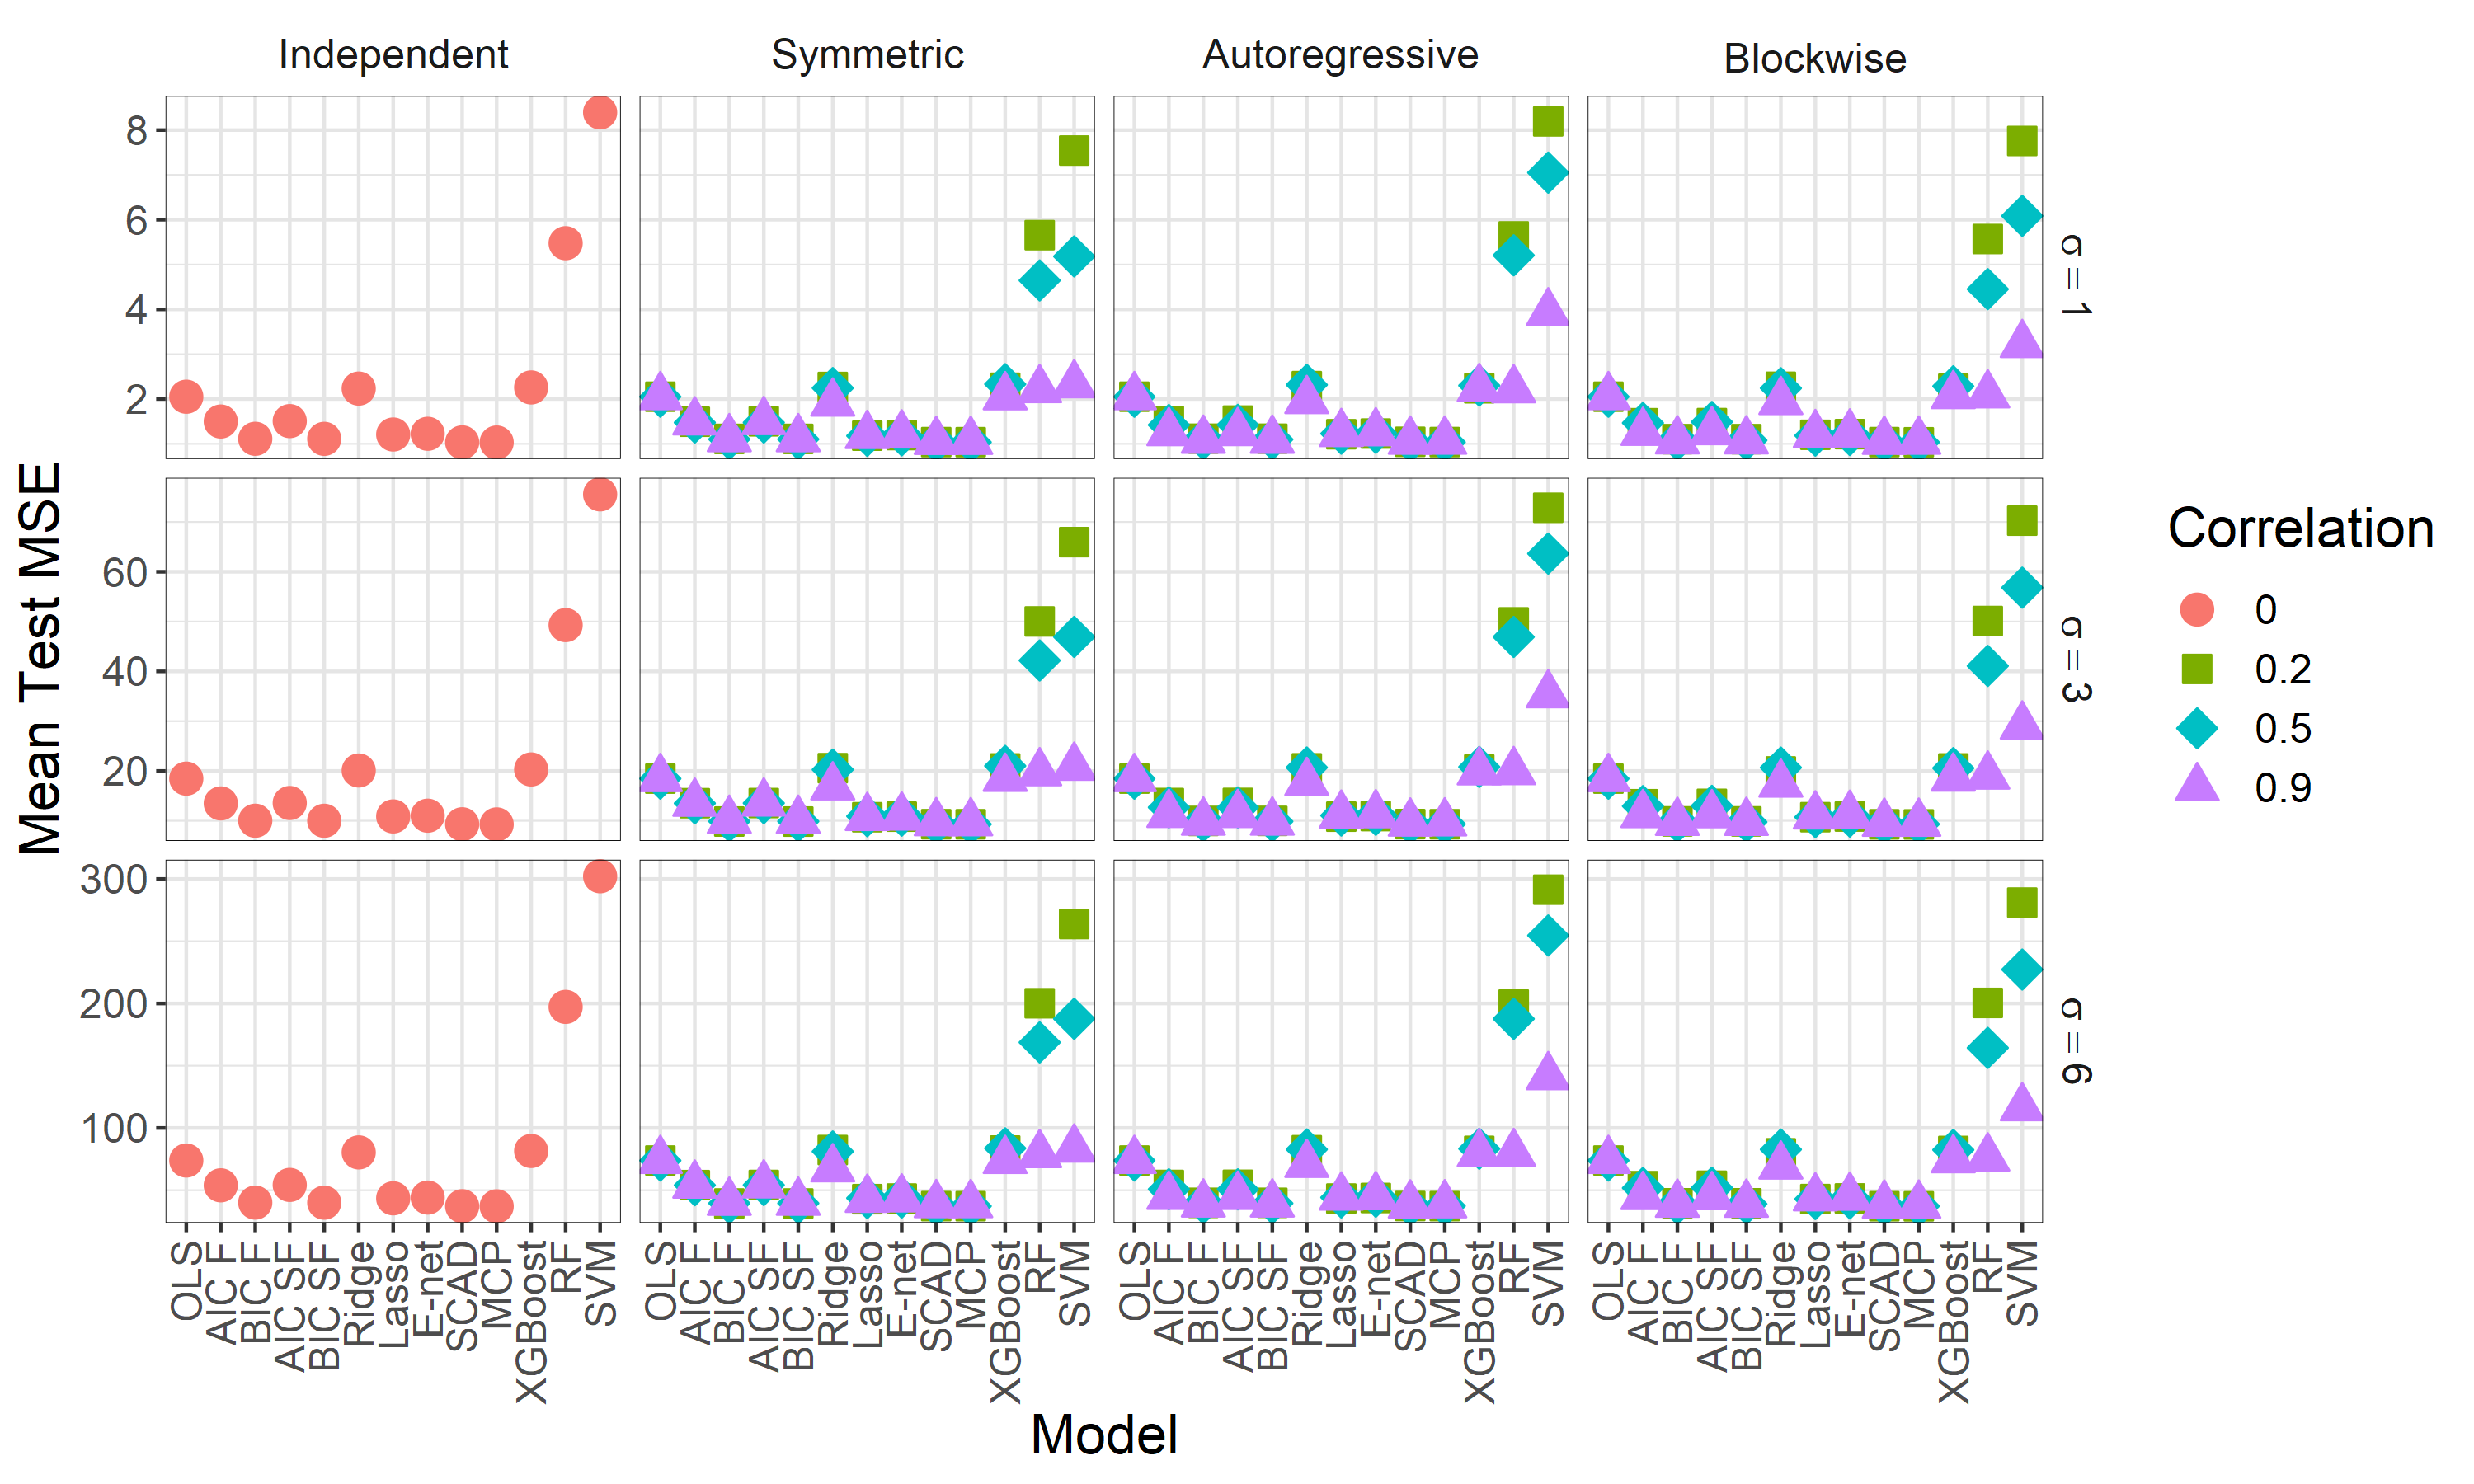 Independent
Symmetric
Autoregressive
Blockwise
8
6
4
2
σ = 1
60
40
20
σ = 3
300
200
100
σ = 6
Mean Test MSE
OLS
AIC F
BIC F
AIC SF
BIC SF
Ridge
Lasso
E-net
SCAD
MCP
XGBoost
RF
SVM
OLS
AIC F
BIC F
AIC SF
BIC SF
Ridge
Lasso
E-net
SCAD
MCP
XGBoost
RF
SVM
OLS
AIC F
BIC F
AIC SF
BIC SF
Ridge
Lasso
E-net
SCAD
MCP
XGBoost
RF
SVM
OLS
AIC F
BIC F
AIC SF
BIC SF
Ridge
Lasso
E-net
SCAD
MCP
XGBoost
RF
SVM
Model
Correlation
0
0.2
0.5
0.9